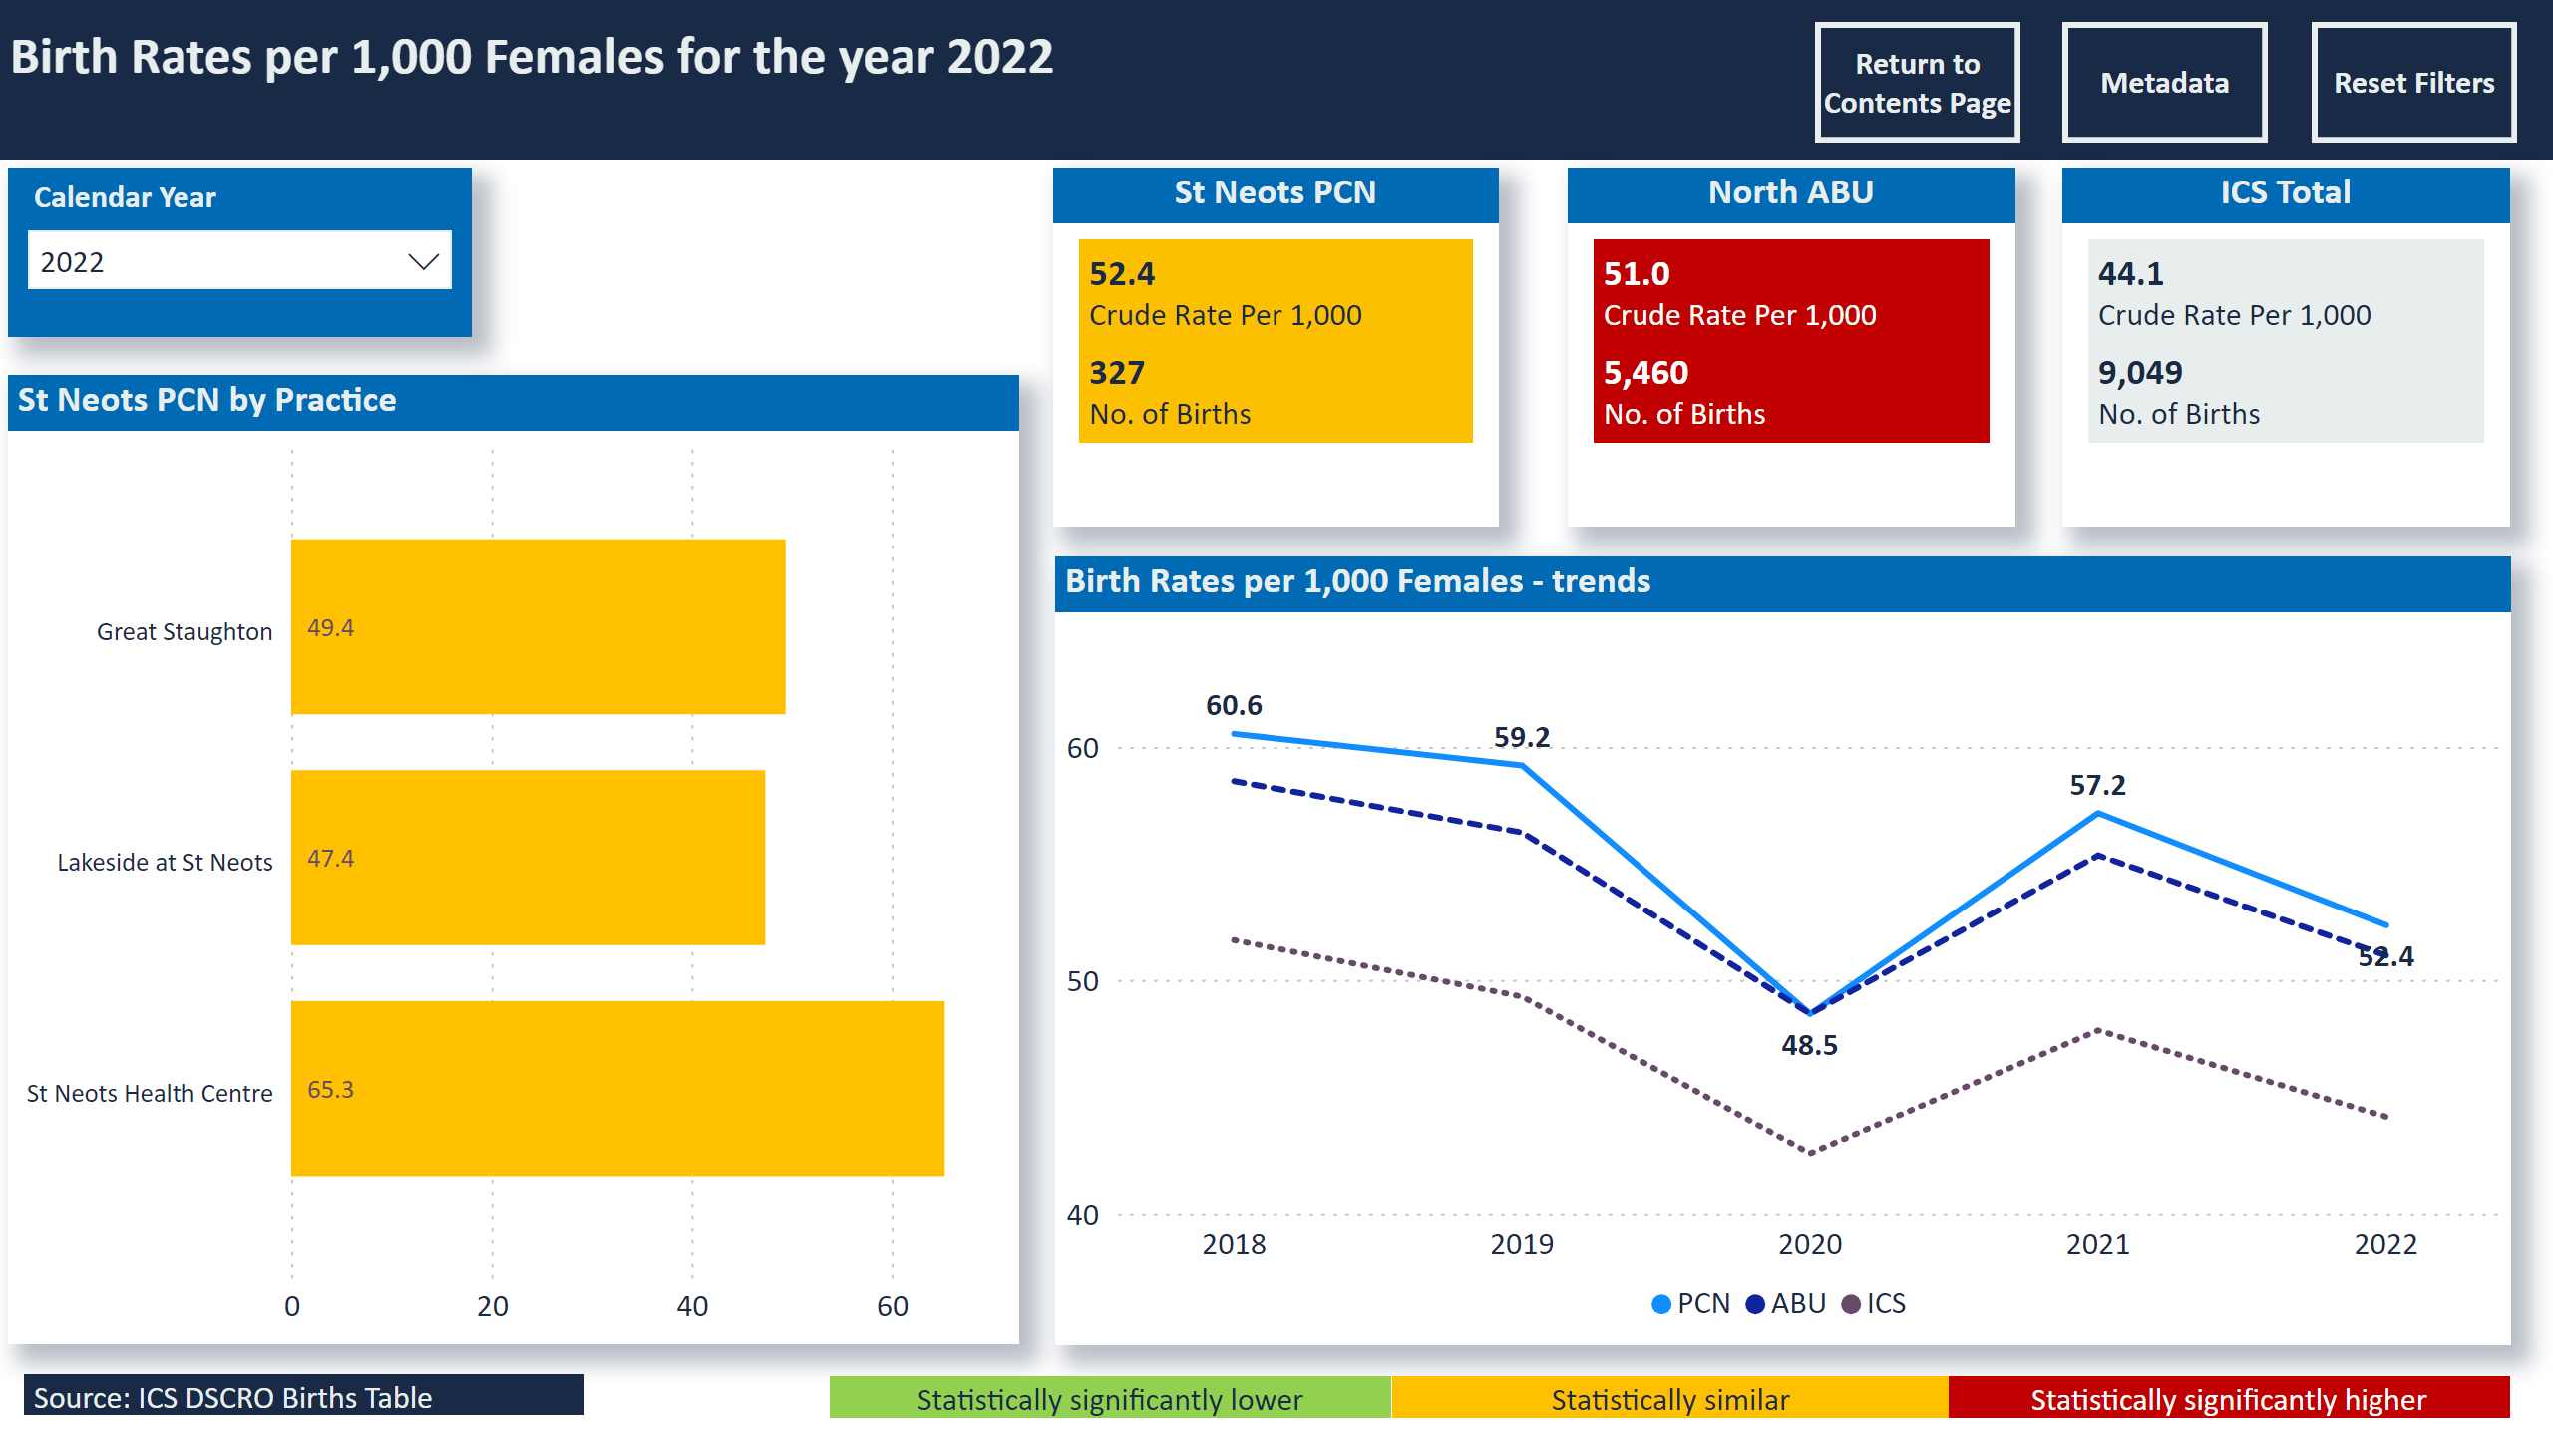 Birth Rates per 1,000 Females for the year 2022
Return to
Contents Page
Metadata
Reset Filters
Calendar Year
2022
St Neots PCN
52.4
Crude Rate Per 1,000
327
No. of Births
North ABU
51.0
Crude Rate Per 1,000
5,460
No. of Births
ICS Total
44.1
Crude Rate Per 1,000
9,049
No. of Births
St Neots PCN by Practice
Great Staughton
49.4
Lakeside at St Neots
47.4
St Neots Health Centre
65.3
0 20 40 60
Birth Rates per 1,000 Females - trends
60.6
59.2
57.2
52.4
48.5
60
50
40
2018 2019 2020 2021 2022
PCN ABU ICS
Source: ICS DSCRO Births Table
Statistically significantly lower
Statistically similar
Statistically significantly higher